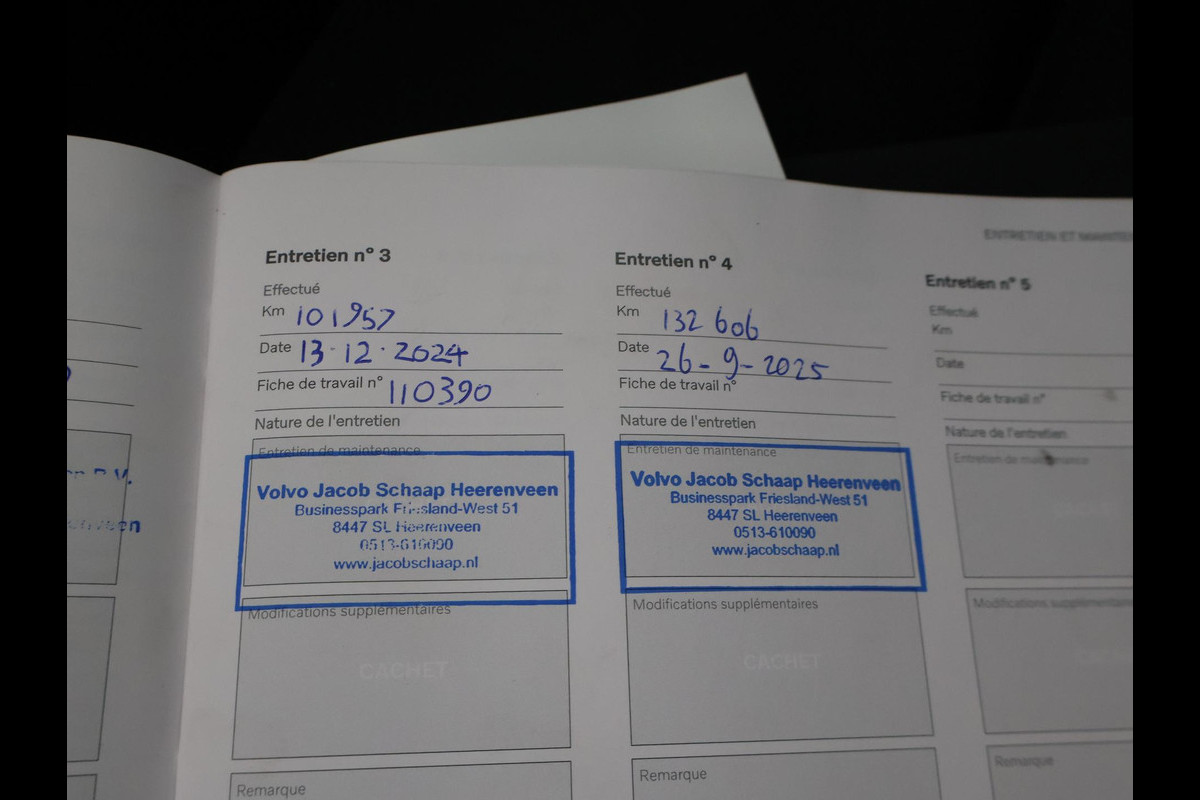 ENTRETIEN ET
Entretien n° 3
Effectué
Km 101957
Date 13-12-2024
Fiche de travail n° 110390
Nature de l'entretien
Entretien de maintenance
Volvo Jacob Schaap Heerenveen
Businesspark Friesland-West 51
8447 SL Heerenveen
0513-610090
www.jacobschaap.nl
Modifications supplémentaires
CACHET
Remarque
Entretien n° 4
Effectué
Km 132606
Date 26-9-2025
Fiche de travail n°
Nature de l'entretien
Entretien de maintenance
Volvo Jacob Schaap Heerenveen
Businesspark Friesland-West 51
8447 SL Heerenveen
0513-610090
www.jacobschaap.nl
Modifications supplémentaires
CACHET
Remarque
Entretien n° 5
Effectué
Km
Date
Fiche de travail n°
Nature de l'entretien
Entretien de maintenance
Modifications supplémentaires
Remarque